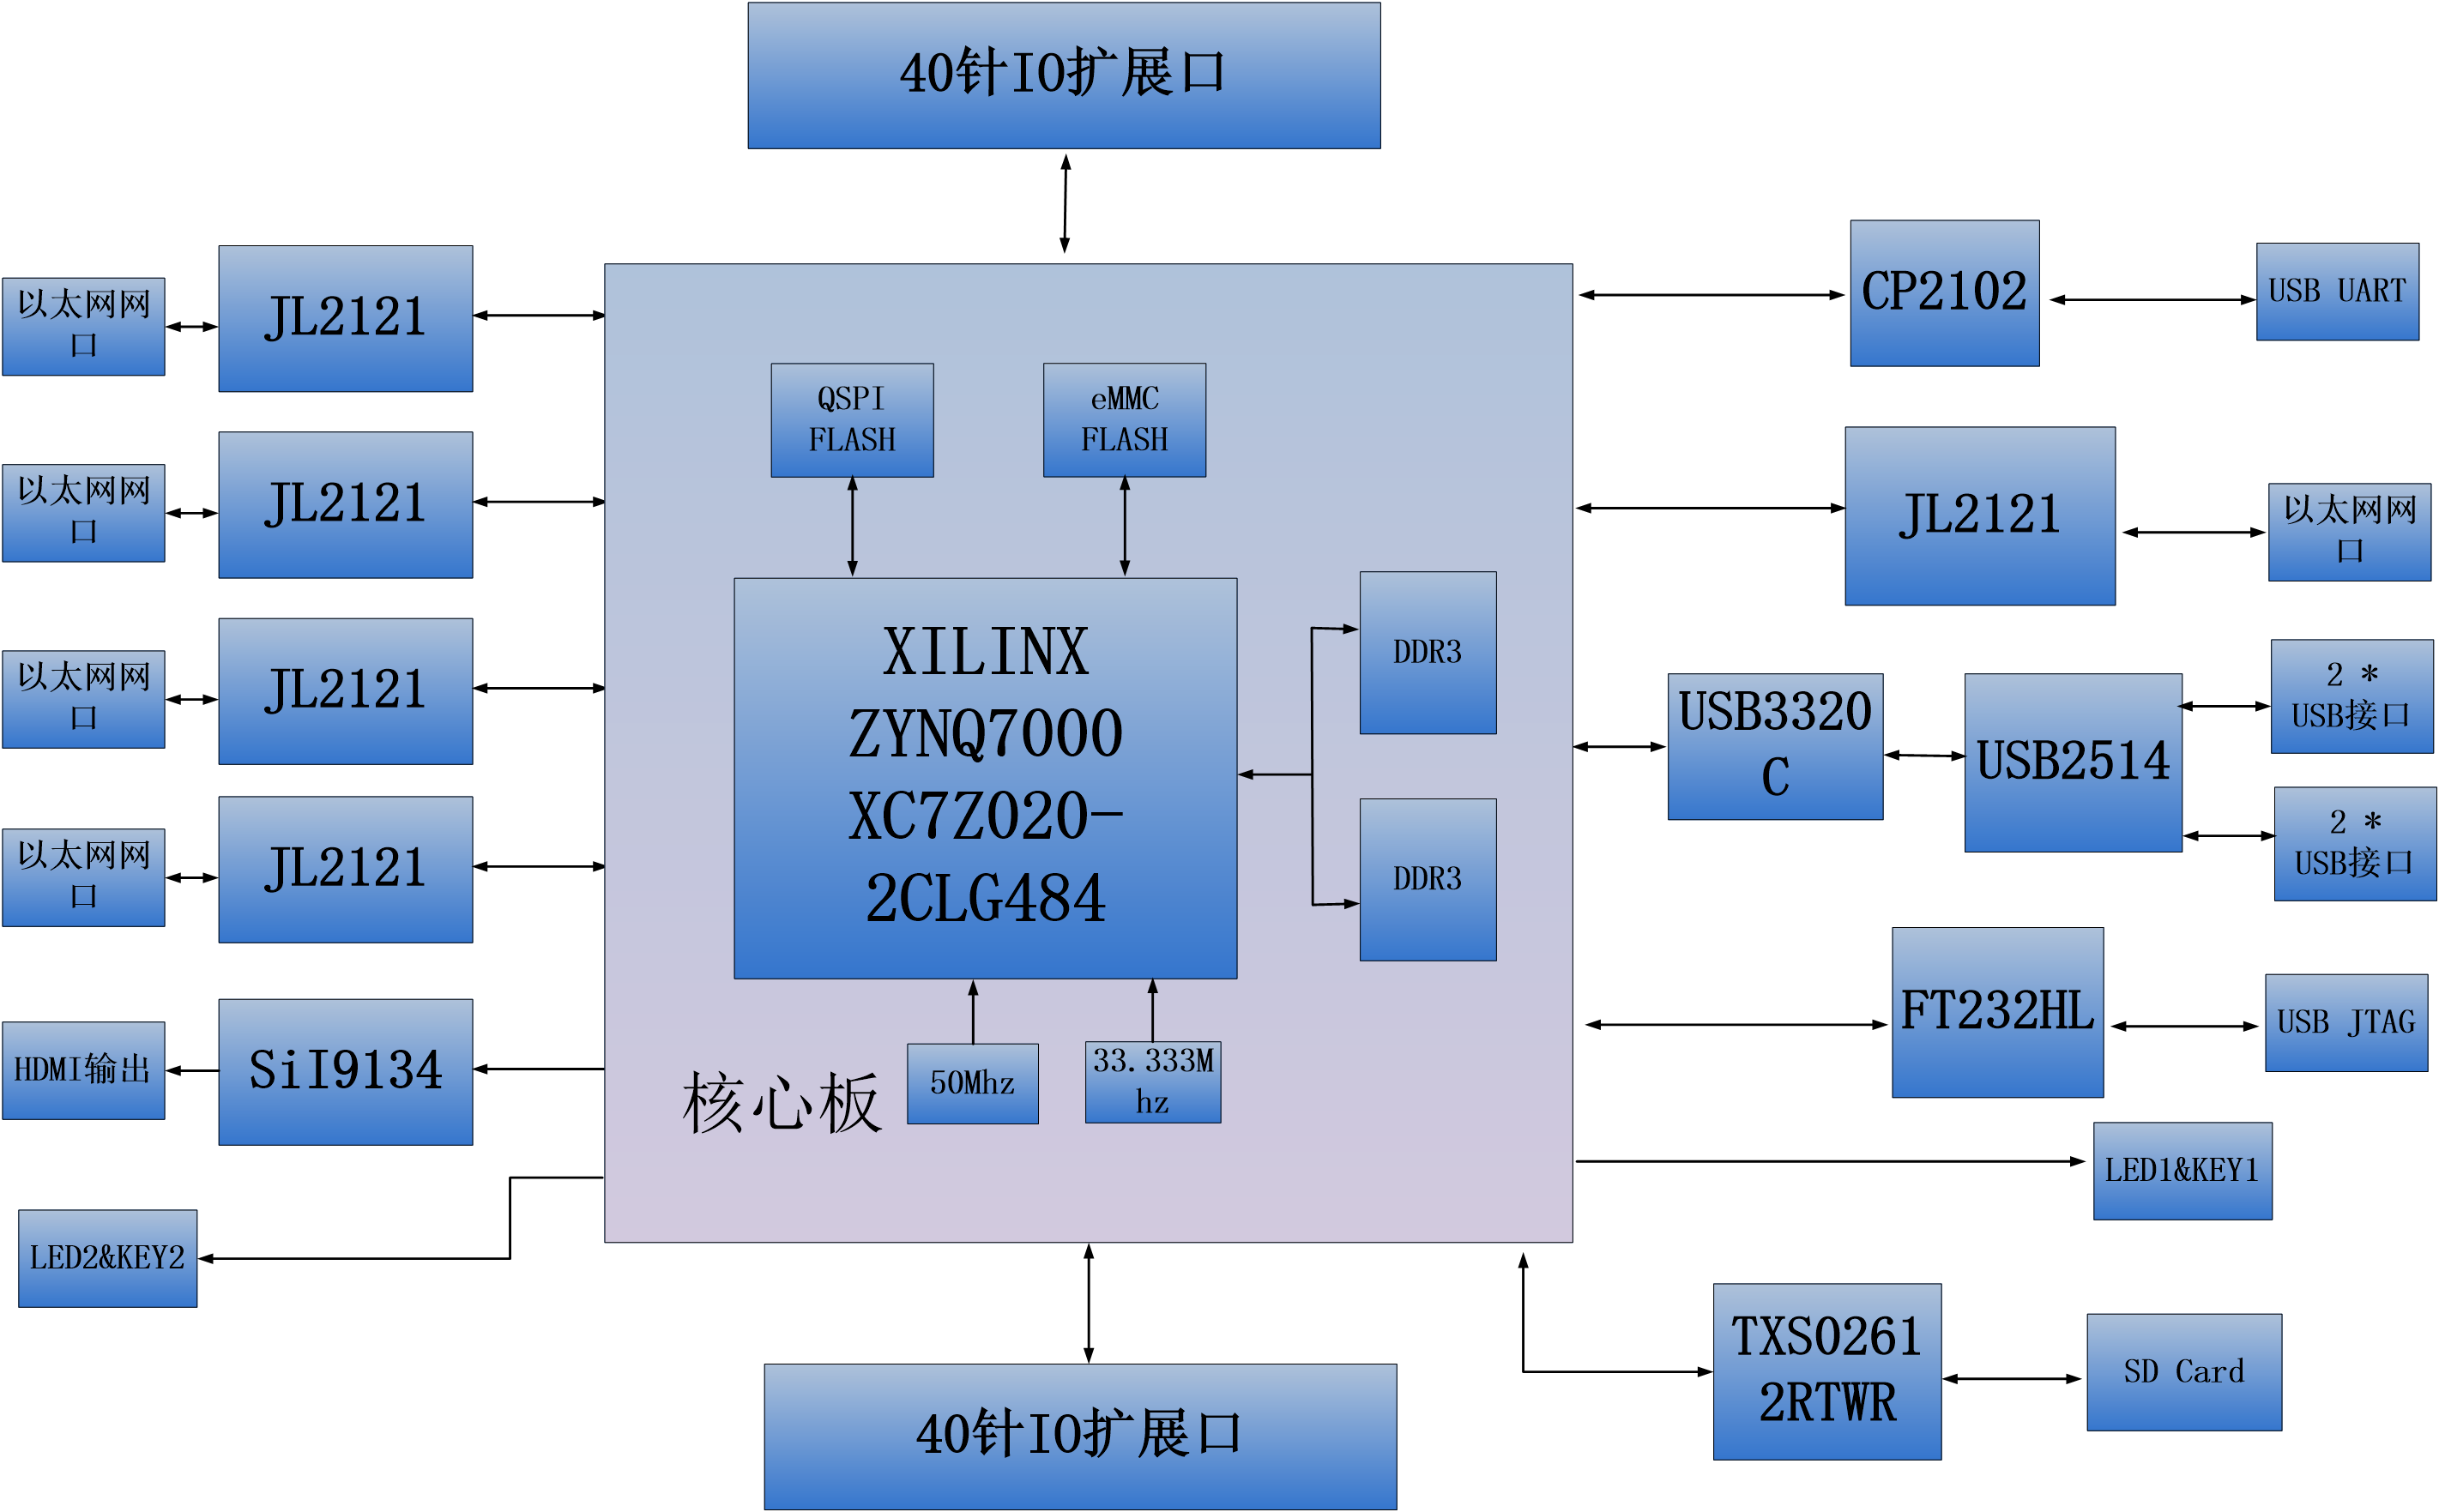 40针IO扩展口
以太网网
口
JL2121
以太网网
口
JL2121
以太网网
口
JL2121
以太网网
口
JL2121
HDMI输出
SiI9134
LED2&KEY2
QSPI
FLASH
eMMC
FLASH
XILINX
ZYNQ7000
XC7Z020-
2CLG484
DDR3
DDR3
50Mhz
33.333M
hz
核心板
CP2102
USB UART
JL2121
以太网网
口
USB3320
C
USB2514
2 *
USB接口
2 *
USB接口
FT232HL
USB JTAG
LED1&KEY1
TXS0261
2RTWR
SD Card
40针IO扩展口